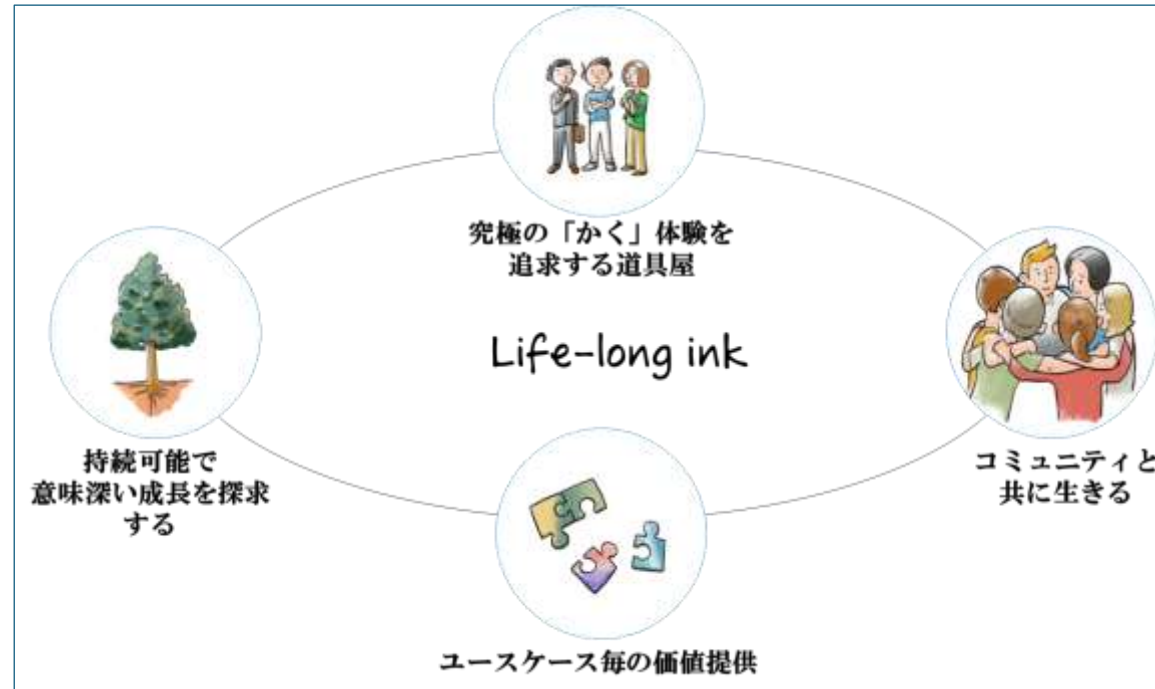 究極の「かく」体験を
追求する道具屋
Life-long ink
持続可能で
意味深い成長を探求
する
コミュニティと
共に生きる
ユースケース毎の価値提供